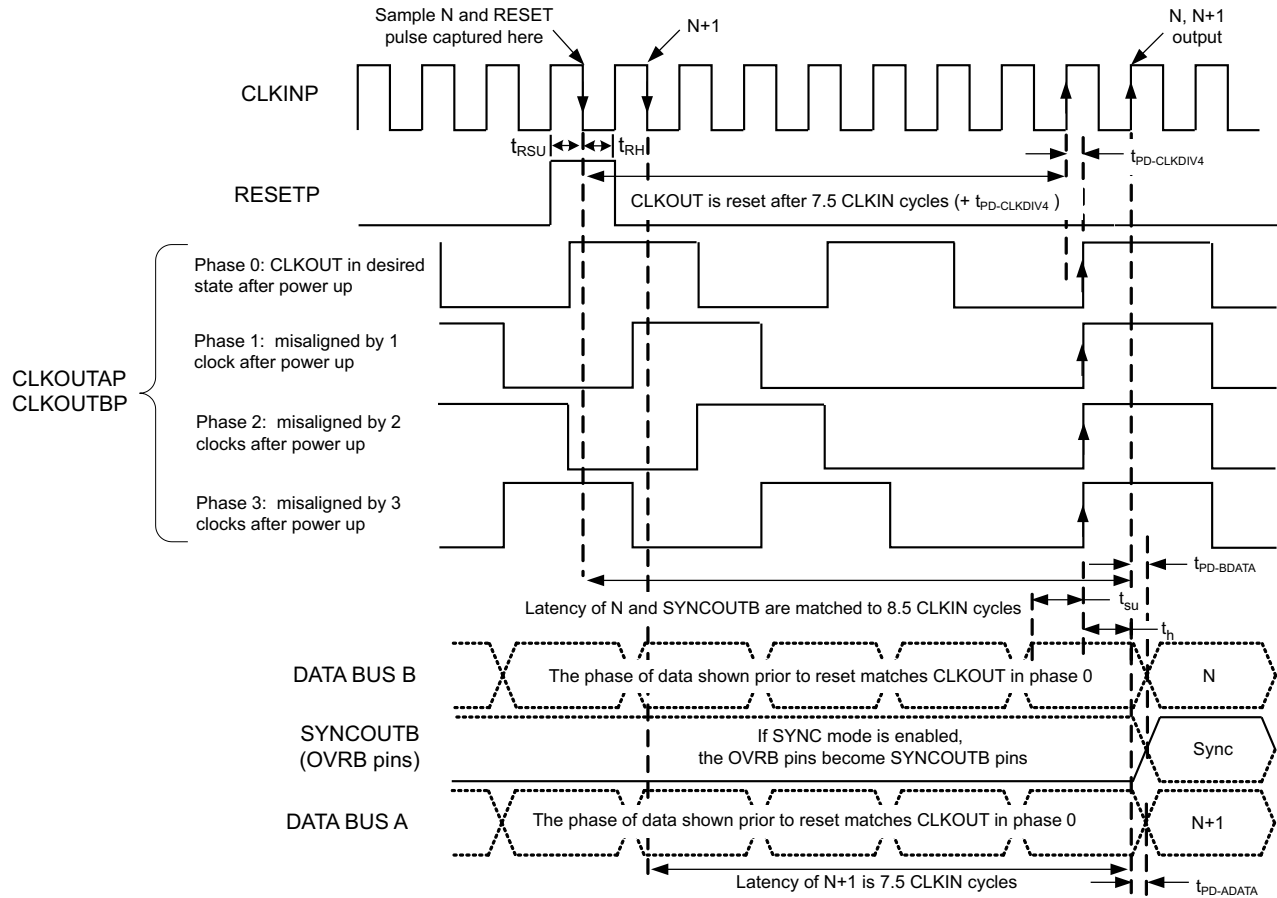 Sample N and RESET
pulse captured here
N+1
N, N+1
output
CLKINP
tRSU
tRH
tPD-CLKDIV4
RESETP
CLKOUT is reset after 7.5 CLKIN cycles (+ tPD-CLKDIV4 )
Phase 0: CLKOUT in desired
state after power up
Phase 1: misaligned by 1
clock after power up
CLKOUTAP
CLKOUTBP
Phase 2: misaligned by 2
clocks after power up
Phase 3: misaligned by 3
clocks after power up
tPD-BDATA
Latency of N and SYNCOUTB are matched to 8.5 CLKIN cycles
tsu
th
DATA BUS B
The phase of data shown prior to reset matches CLKOUT in phase 0
N
SYNCOUTB
(OVRB pins)
If SYNC mode is enabled,
the OVRB pins become SYNCOUTB pins
Sync
DATA BUS A
The phase of data shown prior to reset matches CLKOUT in phase 0
N+1
Latency of N+1 is 7.5 CLKIN cycles
tPD-ADATA